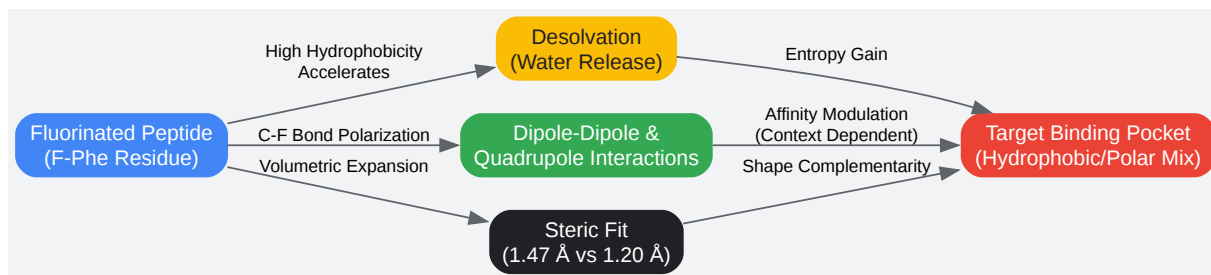 High Hydrophobicity
Accelerates
Desolvation
(Water Release)
Entropy Gain
Fluorinated Peptide
(F-Phe Residue)
C-F Bond Polarization
Volumetric Expansion
Dipole-Dipole &
Quadrupole Interactions
Affinity Modulation
(Context Dependent)
Shape Complementarity
Target Binding Pocket
(Hydrophobic/Polar Mix)
Steric Fit
(1.47 Å vs 1.20 Å)